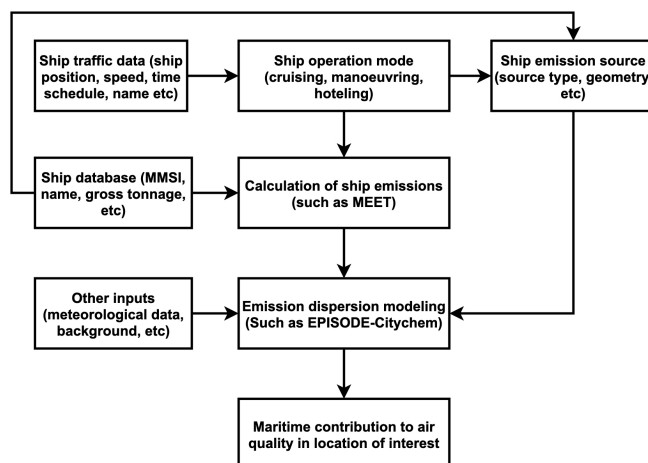 Ship traffic data (ship
position, speed, time
schedule, name etc)
Ship operation mode
(cruising, manoeuvring,
hoteling)
Ship emission source
(source type, geometry
etc)
Ship database (MMSI,
name, gross tonnage,
etc)
Calculation of ship emissions
(such as MEET)
Other inputs
(meteorological data,
background, etc)
Emission dispersion modeling
(Such as EPISODE-Citychem)
Maritime contribution to air
quality in location of interest